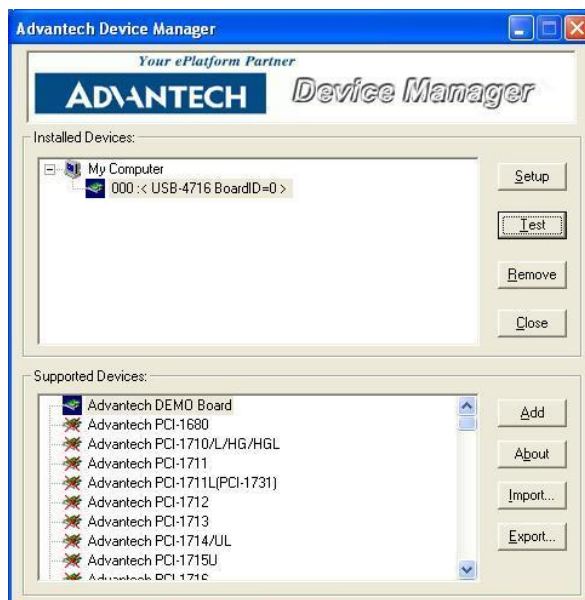 Advantech Device Manager
Your ePlatform Partner
ADVANTECH Device Manager
Installed Devices:
My Computer
000 :< USB-4716 BoardID=0 >
Setup
Test
Remove
Close
Supported Devices:
Advantech DEMO Board
Advantech PCI-1680
Advantech PCI-1710/L/HG/HGL
Advantech PCI-1711
Advantech PCI-1711L(PCI-1731)
Advantech PCI-1712
Advantech PCI-1713
Advantech PCI-1714/UL
Advantech PCI-1715U
Advantech PCI-1716
Add
About
Import...
Export...